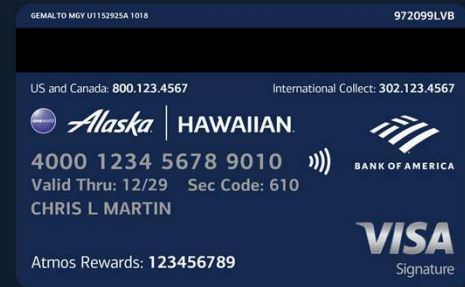 GEMALTO MGY U1152925A 1018 972099LVB
US and Canada: 800.123.4567 International Collect: 302.123.4567
oneworld Alaska HAWAIIAN
4000 1234 5678 9010
BANK OF AMERICA
Valid Thru: 12/29 Sec Code: 610
CHRIS L MARTIN
VISA
Signature
Atmos Rewards: 123456789